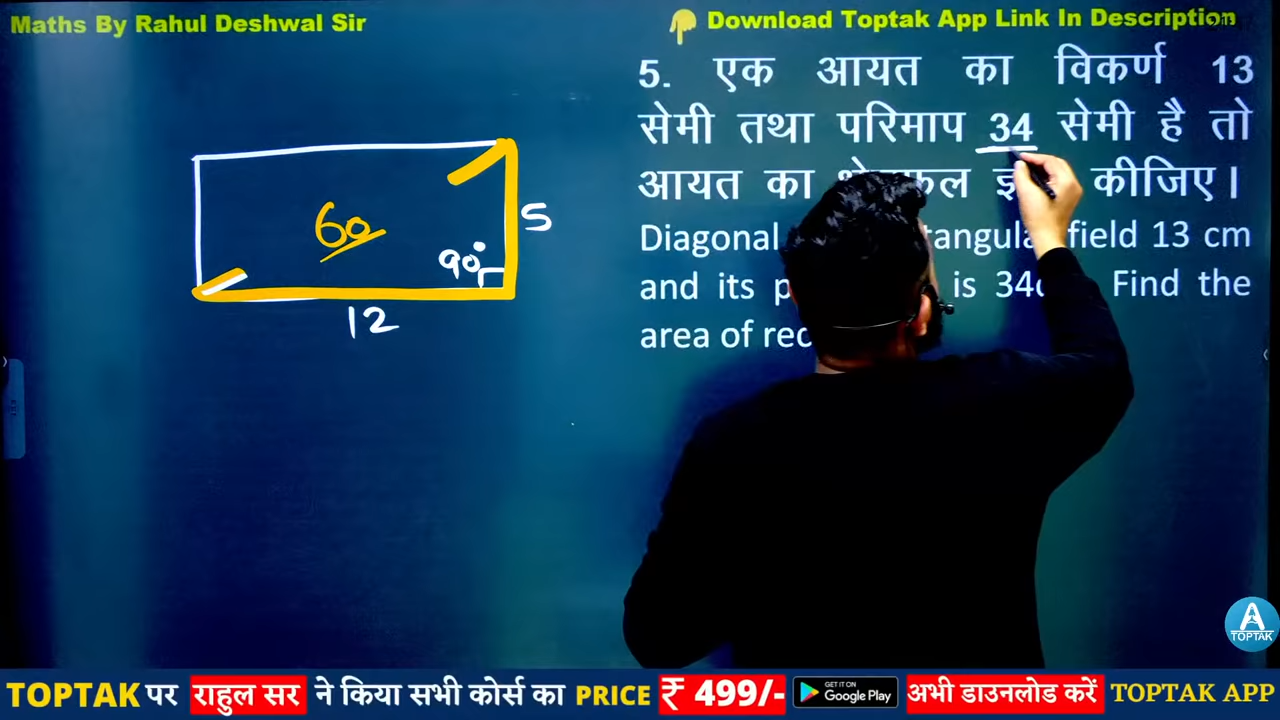 Maths By Rahul Deshwal Sir
Download Toptak App Link In Description
5. एक आयत का विकर्ण 13
सेमी तथा परिमाप 34 सेमी है तो
आयत का कीजिए।
Diagonal field 13 cm
and its is Find the
area of
60
5
90°
12
A
TOPTAK
TOPTAK पर राहुल सर ने किया सभी कोर्स का PRICE ₹ 499/- GET IT ON Google Play अभी डाउनलोड करें TOPTAK APP